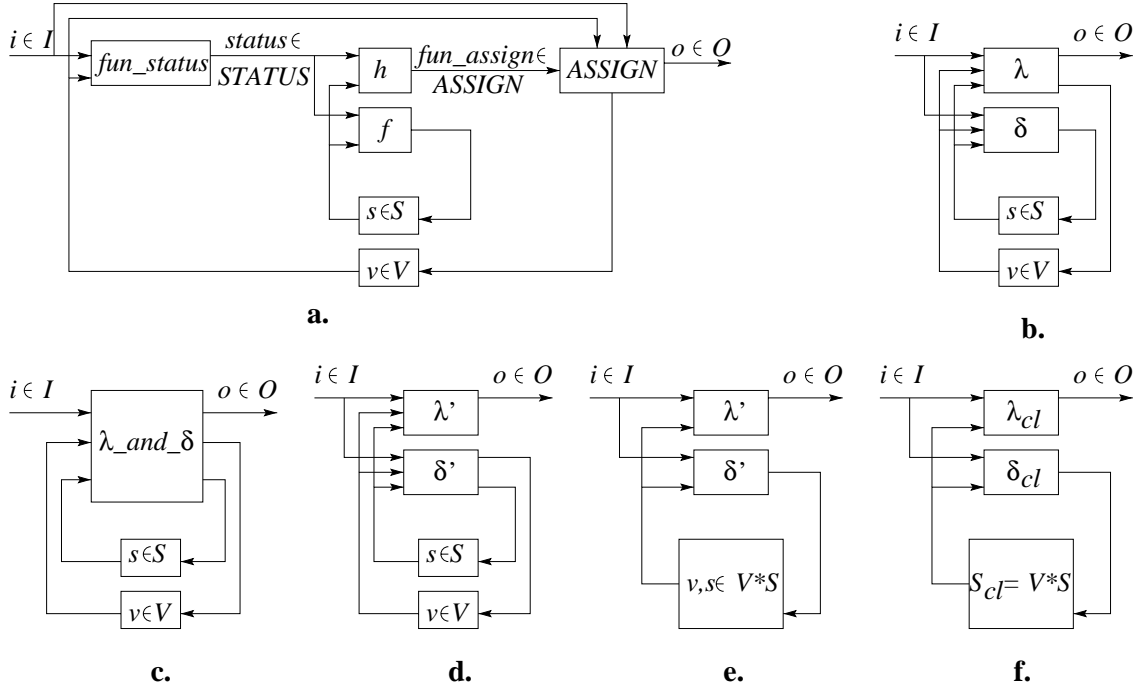 i ∈ I
fun_status
status ∈
STATUS
h
fun_assign ∈
ASSIGN
ASSIGN
o ∈ O
f
s∈S
v∈V
a.
i ∈ I
o ∈ O
λ
δ
s∈S
v∈V
b.
i ∈ I
o ∈ O
λ_and_δ
s∈S
v∈V
c.
i ∈ I
o ∈ O
λ'
δ'
s∈S
v∈V
d.
i ∈ I
o ∈ O
λ'
δ'
v,s∈ V*S
e.
i ∈ I
o ∈ O
λcl
δcl
Scl= V*S
f.